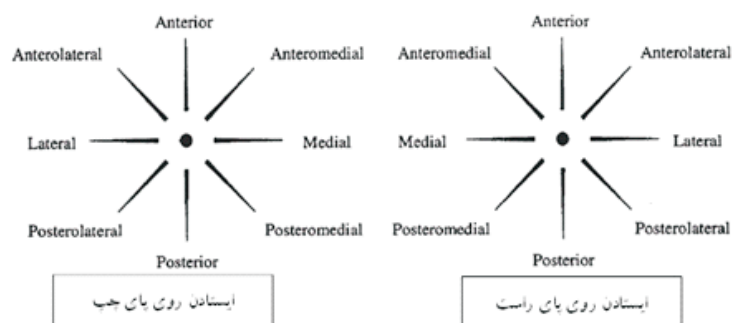 Anterior
Anterolateral
Anteromedial
Lateral
Medial
Posterolateral
Posteromedial
Posterior
ایستادن روی پای چپ
Anterior
Anteromedial
Anterolateral
Medial
Lateral
Posteromedial
Posterolateral
Posterior
ایستادن روی پای راست